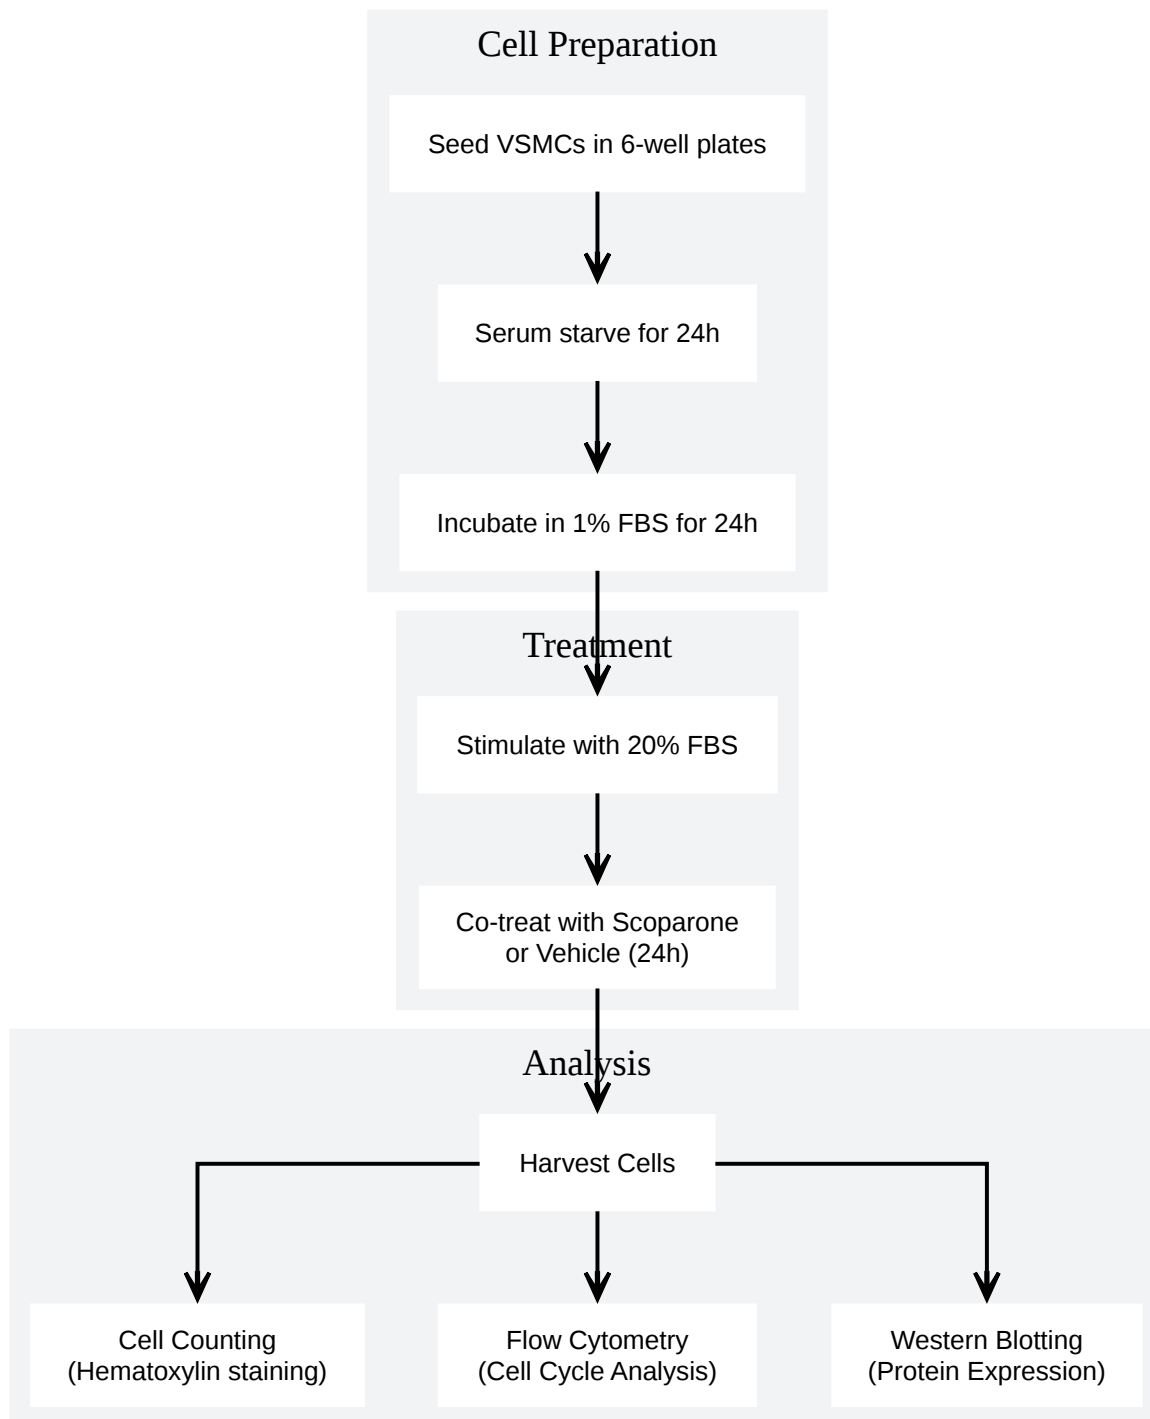 Cell Preparation
Seed VSMCs in 6-well plates
Serum starve for 24h
Incubate in 1% FBS for 24h
Treatment
Stimulate with 20% FBS
Co-treat with Scoparone
or Vehicle (24h)
Analysis
Harvest Cells
Cell Counting
(Hematoxylin staining)
Flow Cytometry
(Cell Cycle Analysis)
Western Blotting
(Protein Expression)